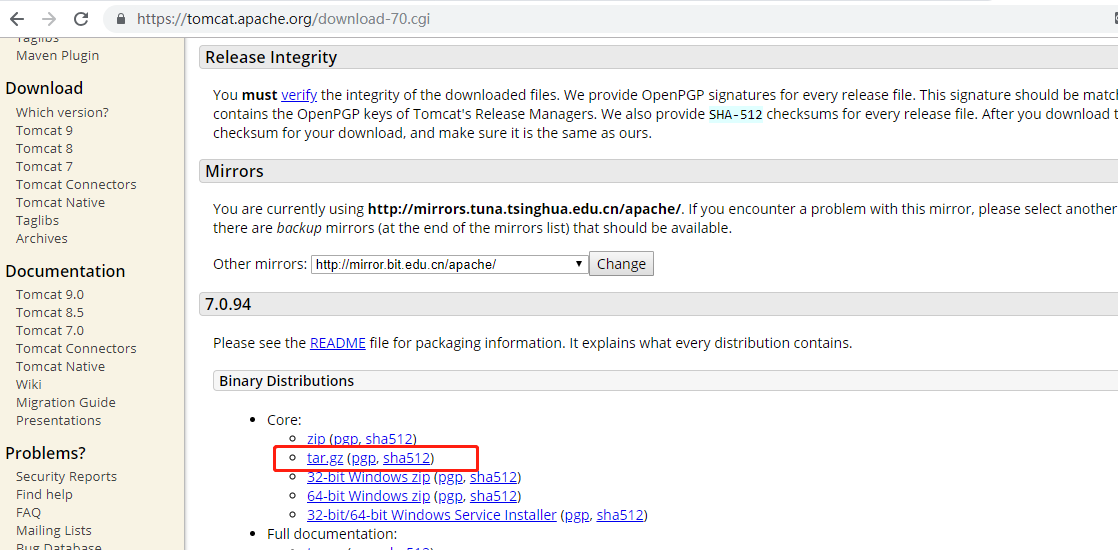 https://tomcat.apache.org/download-70.cgi
Taglibs
Maven Plugin
Download
Which version?
Tomcat 9
Tomcat 8
Tomcat 7
Tomcat Connectors
Tomcat Native
Taglibs
Archives
Documentation
Tomcat 9.0
Tomcat 8.5
Tomcat 7.0
Tomcat Connectors
Tomcat Native
Wiki
Migration Guide
Presentations
Problems?
Security Reports
Find help
FAQ
Mailing Lists
Bug Database
Release Integrity
You must verify the integrity of the downloaded files. We provide OpenPGP signatures for every release file. This signature should be matc
contains the OpenPGP keys of Tomcat's Release Managers. We also provide SHA-512 checksums for every release file. After you download t
checksum for your download, and make sure it is the same as ours.
Mirrors
You are currently using http://mirrors.tuna.tsinghua.edu.cn/apache/. If you encounter a problem with this mirror, please select another
there are backup mirrors (at the end of the mirrors list) that should be available.
Other mirrors: http://mirror.bit.edu.cn/apache/ Change
7.0.94
Please see the README file for packaging information. It explains what every distribution contains.
Binary Distributions
Core:
zip (pgp, sha512)
tar.gz (pgp, sha512)
32-bit Windows zip (pgp, sha512)
64-bit Windows zip (pgp, sha512)
32-bit/64-bit Windows Service Installer (pgp, sha512)
Full documentation: